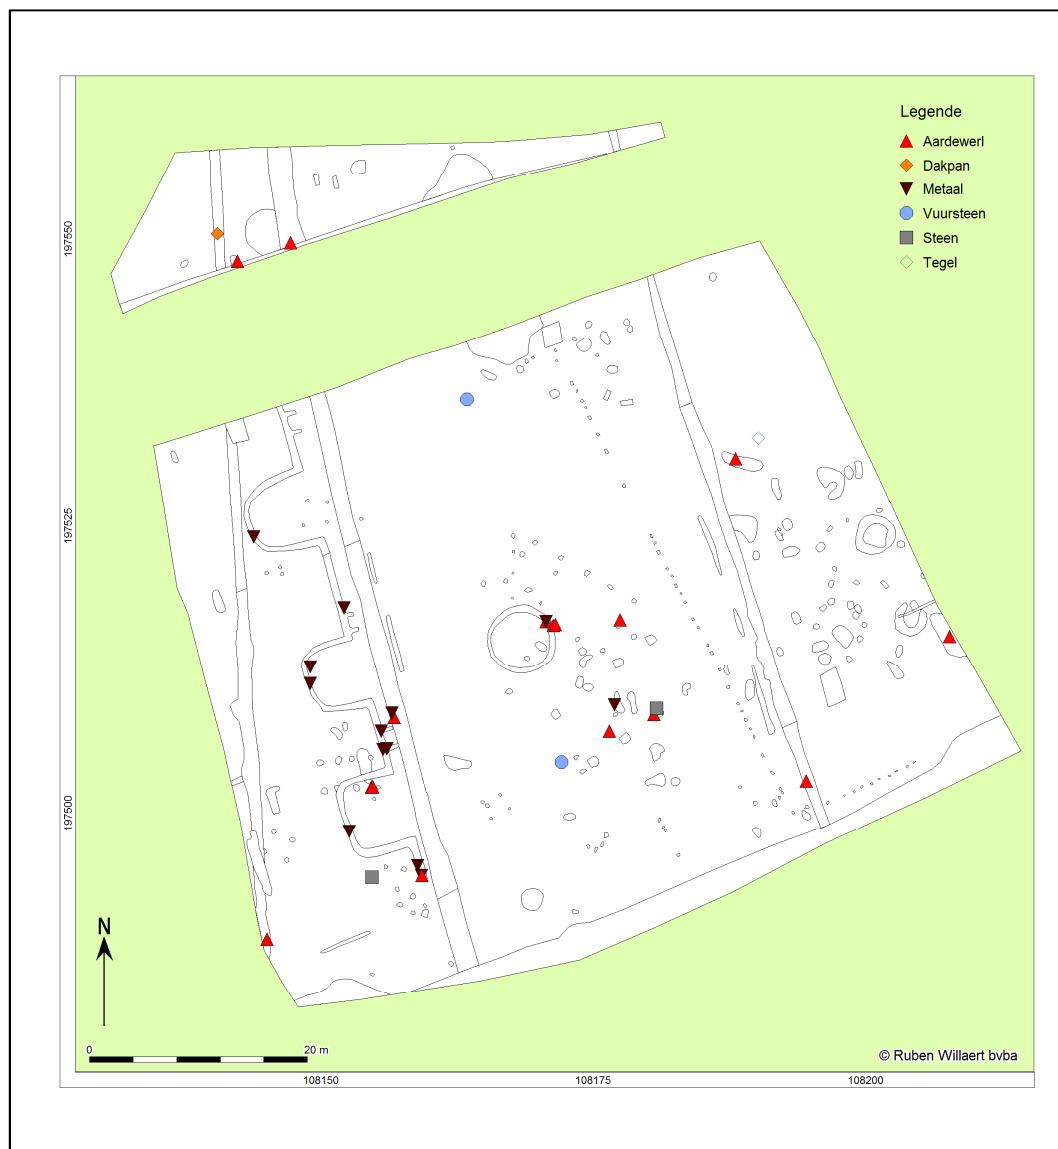 Legende
Aardewerl
Dakpan
Metaal
Vuursteen
Steen
Tegel
197550
197525
197500
N
0 20 m
© Ruben Willaert bvba
108150 108175 108200